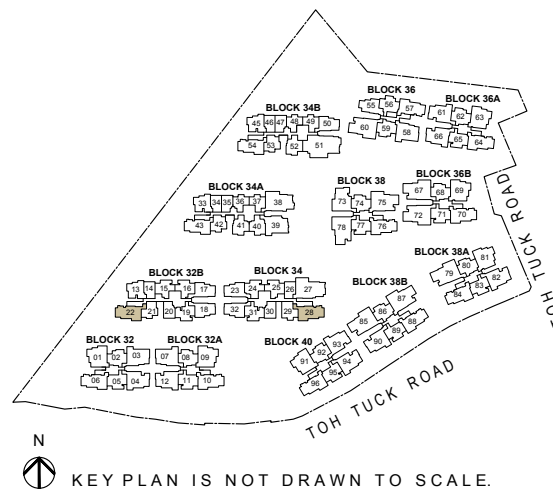 BLOCK 36
55 56 57
60 59 58
BLOCK 36A
61 62 63
66 65 64
BLOCK 34B
45 46 47 48 49 50
54 53 52 51
BLOCK 36B
67 68 69
72 71 70
BLOCK 38
73 74 75
78 77 76
BLOCK 34A
33 34 35 36 37 38
43 42 41 40 39
TOH TUCK ROAD
BLOCK 38A
79 80 81
84 83 82
BLOCK 32B
13 14 15 16 17
22 21 20 19 18
BLOCK 34
23 24 25 26 27
32 31 30 29 28
BLOCK 38B
85 86 87
90 89 88
BLOCK 32
01 02 03
06 05 04
BLOCK 32A
07 08 09
12 11 10
BLOCK 40
91 92 93
96 95 94
TOH TUCK ROAD
N
KEY PLAN IS NOT DRAWN TO SCALE.